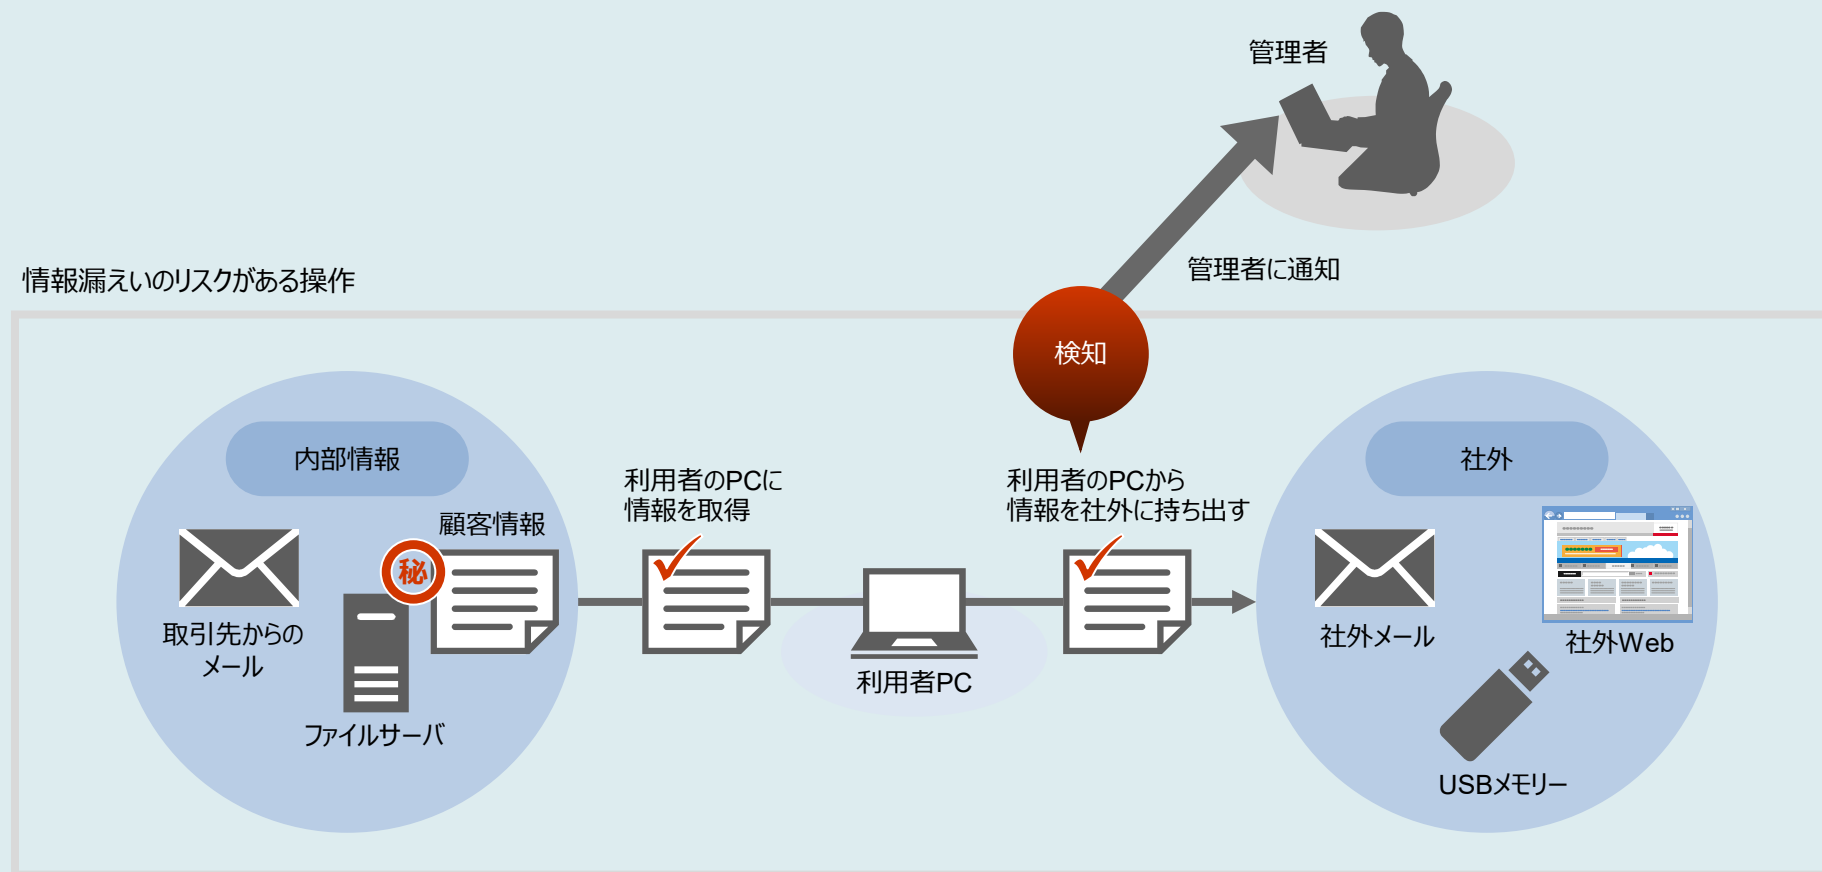 管理者
管理者に通知
情報漏えいのリスクがある操作
検知
内部情報
社外
利用者のPCに
情報を取得
利用者のPCから
情報を社外に持ち出す
顧客情報
秘
取引先からの
メール
ファイルサーバ
利用者PC
社外メール
社外Web
USBメモリー